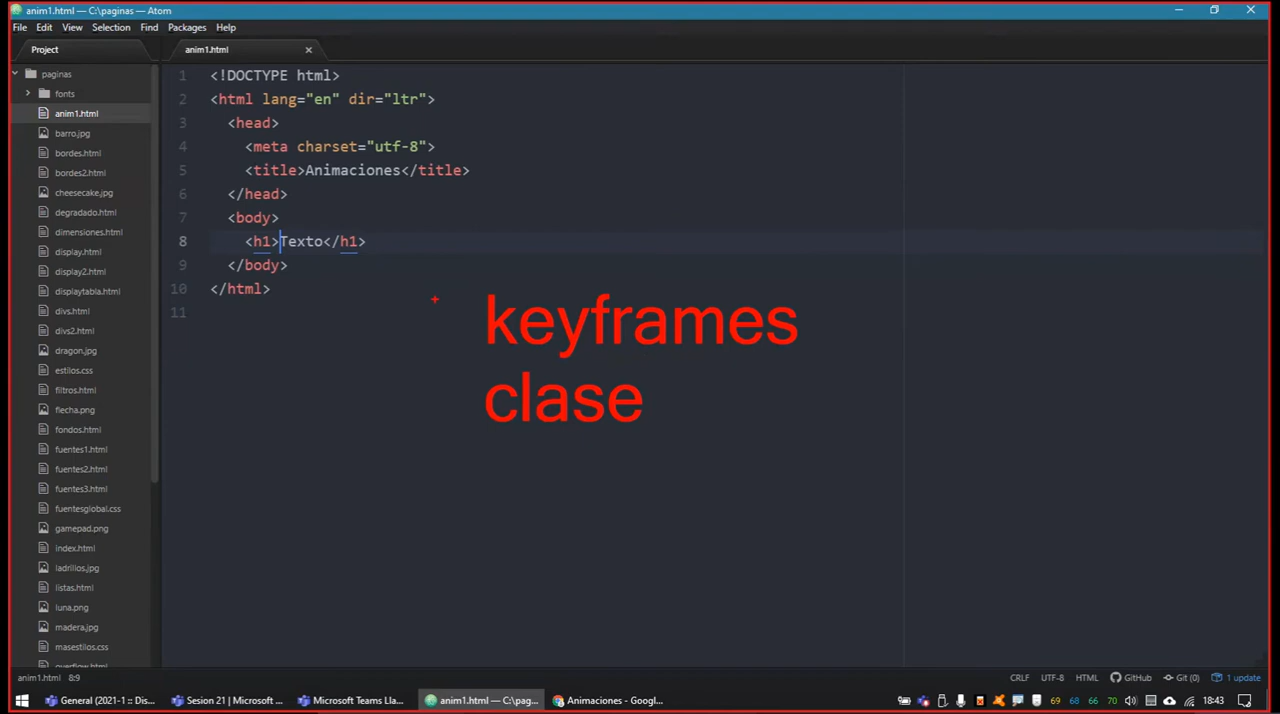 anim1.html — C:\paginas — Atom
File Edit View Selection Find Packages Help
Project
anim1.html
paginas
fonts
anim1.html
barro.jpg
bordes.html
bordes2.html
cheesecake.jpg
degradado.html
dimensiones.html
display.html
display2.html
displaytabla.html
divs.html
divs2.html
dragon.jpg
estilos.css
filtros.html
flecha.png
fondos.html
fuentes1.html
fuentes2.html
fuentes3.html
fuentesglobal.css
gamepad.png
index.html
ladrillos.jpg
listas.html
luna.png
madera.jpg
masestilos.css
overflow.html
1 <!DOCTYPE html>
2 <html lang="en" dir="ltr">
3 <head>
4 <meta charset="utf-8">
5 <title>Animaciones</title>
6 </head>
7 <body>
8 <h1>Texto</h1>
9 </body>
10 </html>
11
keyframes
clase
anim1.html 8:9
CRLF UTF-8 HTML GitHub Git (0) 1 update
General (2021-1 :: Dis... Sesion 21 | Microsoft ... Microsoft Teams Lla... anim1.html — C:\pag... Animaciones - Googl... 69 68 66 70 18:43